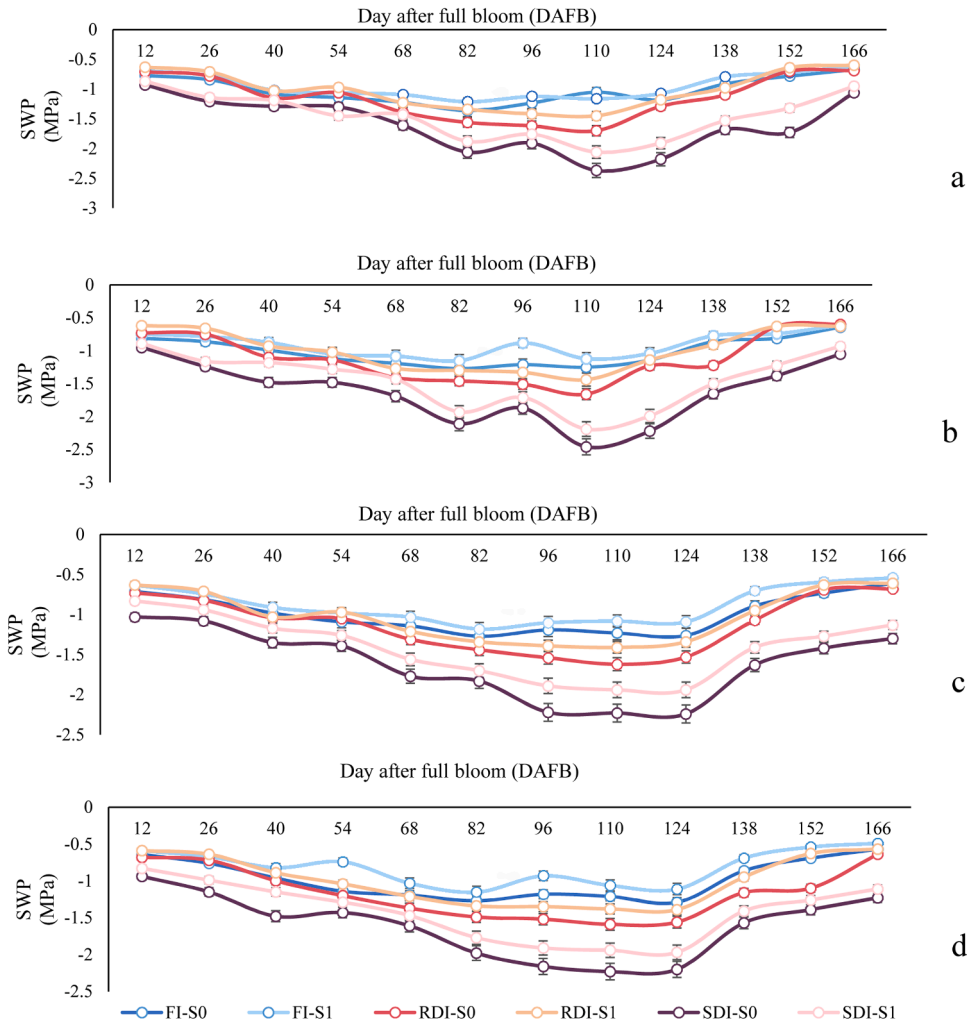 Day after full bloom (DAFB)
0
12 26 40 54 68 82 96 110 124 138 152 166
-0.5
-1
-1.5
-2
-2.5
-3
SWP
(MPa)
a
Day after full bloom (DAFB)
0
12 26 40 54 68 82 96 110 124 138 152 166
-0.5
-1
-1.5
-2
-2.5
-3
SWP
(MPa)
b
Day after full bloom (DAFB)
0
12 26 40 54 68 82 96 110 124 138 152 166
-0.5
-1
-1.5
-2
-2.5
SWP
(MPa)
c
Day after full bloom (DAFB)
0
12 26 40 54 68 82 96 110 124 138 152 166
-0.5
-1
-1.5
-2
-2.5
SWP
(MPa)
d
FI-S0 FI-S1 RDI-S0 RDI-S1 SDI-S0 SDI-S1